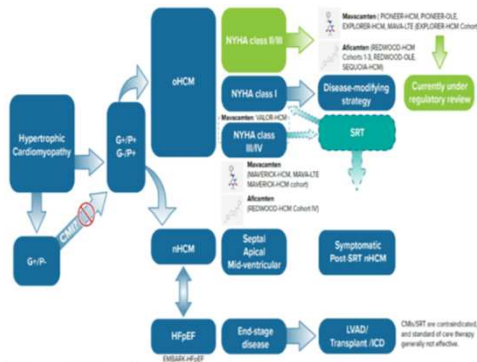 Mavacamten ( PIONEER-HCM, PIONEER-OLE,
EXPLORER-HCM, MAVA-LTE (EXPLORER-HCM Cohort
NYHA class II/III
Aficamten (REDWOOD-HCM
Cohorts 1-3, REDWOOD-OLE,
SEQUOIA-HCM)
oHCM
NYHA class I
Disease-modifying
strategy
Currently under
regulatory review
Mavacamten: VALOR-HCM
NYHA class
III/IV
SRT
Hypertrophic
Cardiomyopathy
G+/P+
G-/P+
Mavacamten
(MAVERICK-HCM, MAVA-LTE
MAVERICK-HCM cohort)
Aficamten
(REDWOOD-HCM Cohort IV)
CMI?
G+/P-
nHCM
Septal
Apical
Mid-ventricular
Symptomatic
Post-SRT nHCM
HFpEF
EMBARK-HFpEF
End-stage
disease
LVAD/
Transplant /ICD
CMIs/SRT are contraindicated,
and standard of care therapy
generally not effective.